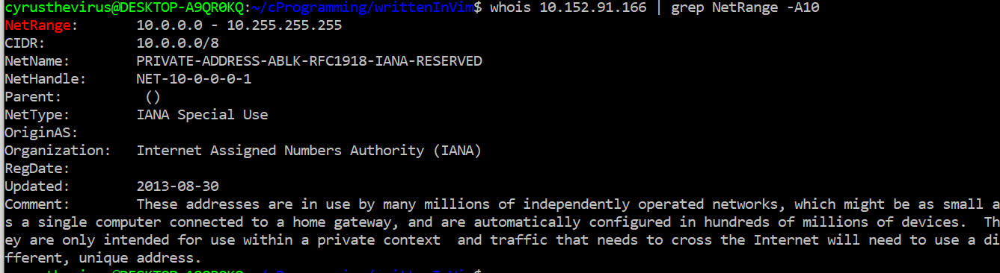 cyrusthevirus@DESKTOP-A9QR0KQ:~/cProgramming/writtenInVim$ whois 10.152.91.166 | grep NetRange -A10
NetRange:       10.0.0.0 - 10.255.255.255
CIDR:           10.0.0.0/8
NetName:        PRIVATE-ADDRESS-ABLK-RFC1918-IANA-RESERVED
NetHandle:      NET-10-0-0-0-1
Parent:          ()
NetType:        IANA Special Use
OriginAS:
Organization:   Internet Assigned Numbers Authority (IANA)
RegDate:
Updated:        2013-08-30
Comment:        These addresses are in use by many millions of independently operated networks, which might be as small a
s a single computer connected to a home gateway, and are automatically configured in hundreds of millions of devices.  Th
ey are only intended for use within a private context  and traffic that needs to cross the Internet will need to use a di
fferent, unique address.
cyrusthevirus@DESKTOP-A9QR0KQ:~/cProgramming/writtenInVim$